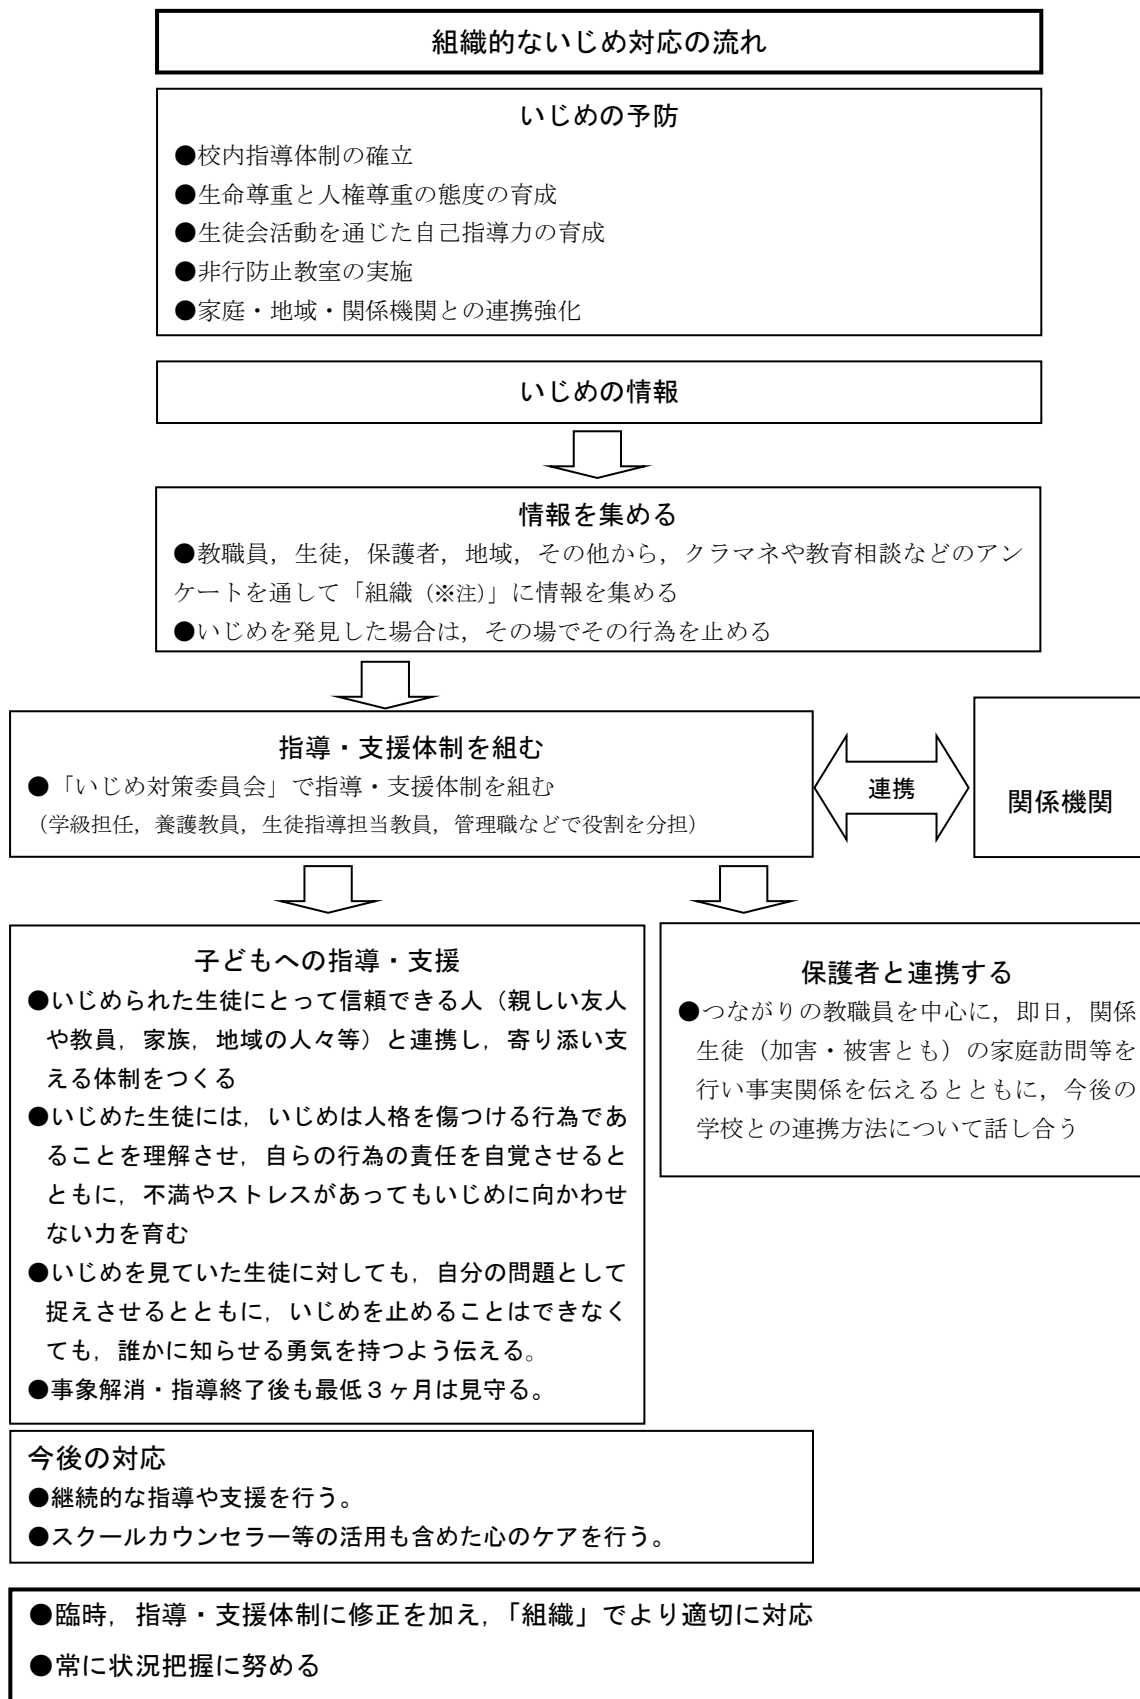 組織的ないじめ対応の流れ
いじめの予防
●校内指導体制の確立
●生命尊重と人権尊重の態度の育成
●生徒会活動を通じた自己指導力の育成
●非行防止教室の実施
●家庭・地域・関係機関との連携強化
いじめの情報
情報を集める
●教職員，生徒，保護者，地域，その他から，クラマネや教育相談などのアン
ケートを通して「組織（※注）」に情報を集める
●いじめを発見した場合は，その場でその行為を止める
指導・支援体制を組む
●「いじめ対策委員会」で指導・支援体制を組む
（学級担任，養護教員，生徒指導担当教員，管理職などで役割を分担）
連携
関係機関
子どもへの指導・支援
●いじめられた生徒にとって信頼できる人（親しい友人
や教員，家族，地域の人々等）と連携し，寄り添い支
える体制をつくる
●いじめた生徒には，いじめは人格を傷つける行為であ
ることを理解させ，自らの行為の責任を自覚させると
ともに，不満やストレスがあってもいじめに向かわせ
ない力を育む
●いじめを見ていた生徒に対しても，自分の問題として
捉えさせるとともに，いじめを止めることはできなく
ても，誰かに知らせる勇気を持つよう伝える。
●事象解消・指導終了後も最低３ヶ月は見守る。
保護者と連携する
●つながりの教職員を中心に，即日，関係
生徒（加害・被害とも）の家庭訪問等を
行い事実関係を伝えるとともに，今後の
学校との連携方法について話し合う
今後の対応
●継続的な指導や支援を行う。
●スクールカウンセラー等の活用も含めた心のケアを行う。
●臨時，指導・支援体制に修正を加え，「組織」でより適切に対応
●常に状況把握に努める